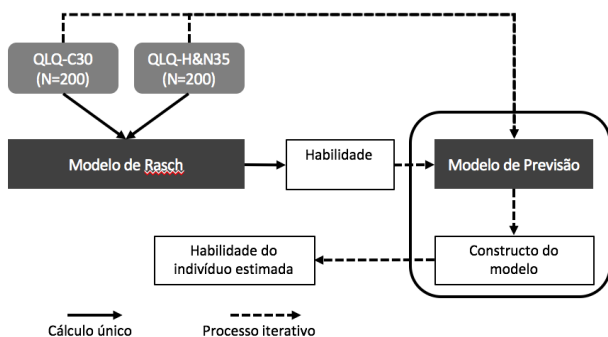 QLQ-C30
(N=200)
QLQ-H&N35
(N=200)
Modelo de Rasch
Habilidade
Modelo de Previsão
Habilidade do
indivíduo estimada
Constructo do
modelo
Cálculo único
Processo iterativo